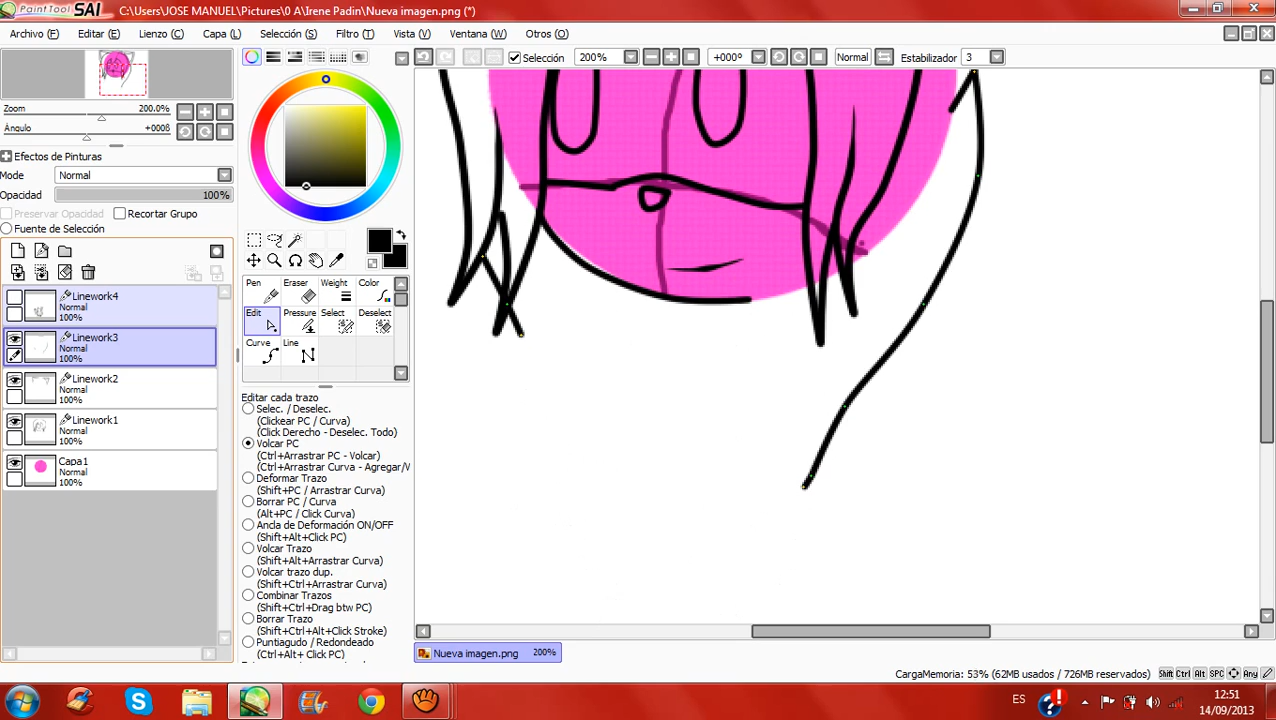 PaintTool SAI C:\Users\JOSE MANUEL\Pictures\0 A\Irene Padin\Nueva imagen.png (*)
Archivo (F) Editar (E) Lienzo (C) Capa (L) Selección (S) Filtro (T) Vista (V) Ventana (W) Otros (O)
Selección 200% +000º Normal Estabilizador 3
Zoom 200.0%
Angulo +000ß
Efectos de Pinturas
Modo Normal
Opacidad 100%
Preservar Opacidad Recortar Grupo
Fuente de Selección
Linework4
Normal
100%
Linework3
Normal
100%
Linework2
Normal
100%
Linework1
Normal
100%
Capa1
Normal
100%
Pen Eraser Weight Color
Edit Pressure Select Deselect
Curve Line
Editar cada trazo
Selec. / Deselec.
(Clickear PC / Curva)
(Click Derecho - Deselec. Todo)
Volcar PC
(Ctrl+Arrastrar PC - Volcar)
(Ctrl+Arrastrar Curva - Agregar/V
Deformar Trazo
(Shift+PC / Arrastrar Curva)
Borrar PC / Curva
(Alt+PC / Click Curva)
Ancla de Deformación ON/OFF
(Shift+Alt+Click PC)
Volcar Trazo
(Shift+Alt+Arrastrar Curva)
Volcar trazo dup.
(Shift+Ctrl+Arrastrar Curva)
Combinar Trazos
(Shift+Ctrl+Drag btw PC)
Borrar Trazo
(Shift+Ctrl+Alt+Click Stroke)
Puntiagudo / Redondeado
(Ctrl+Alt+ Click PC)
Nueva imagen.png 200%
CargaMemoria: 53% (62MB usados / 726MB reservados) Shift Ctrl Alt SPC Any
ES
12:51
14/09/2013